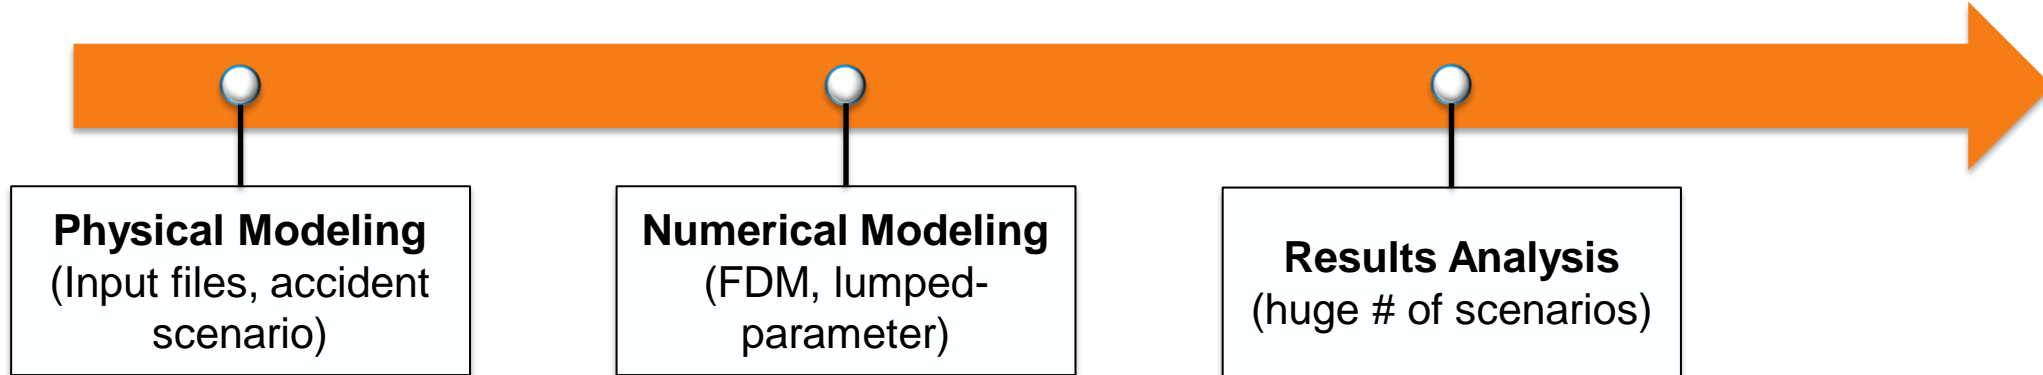 Physical Modeling
(Input files, accident
scenario)
Numerical Modeling
(FDM, lumped-
parameter)
Results Analysis
(huge # of scenarios)